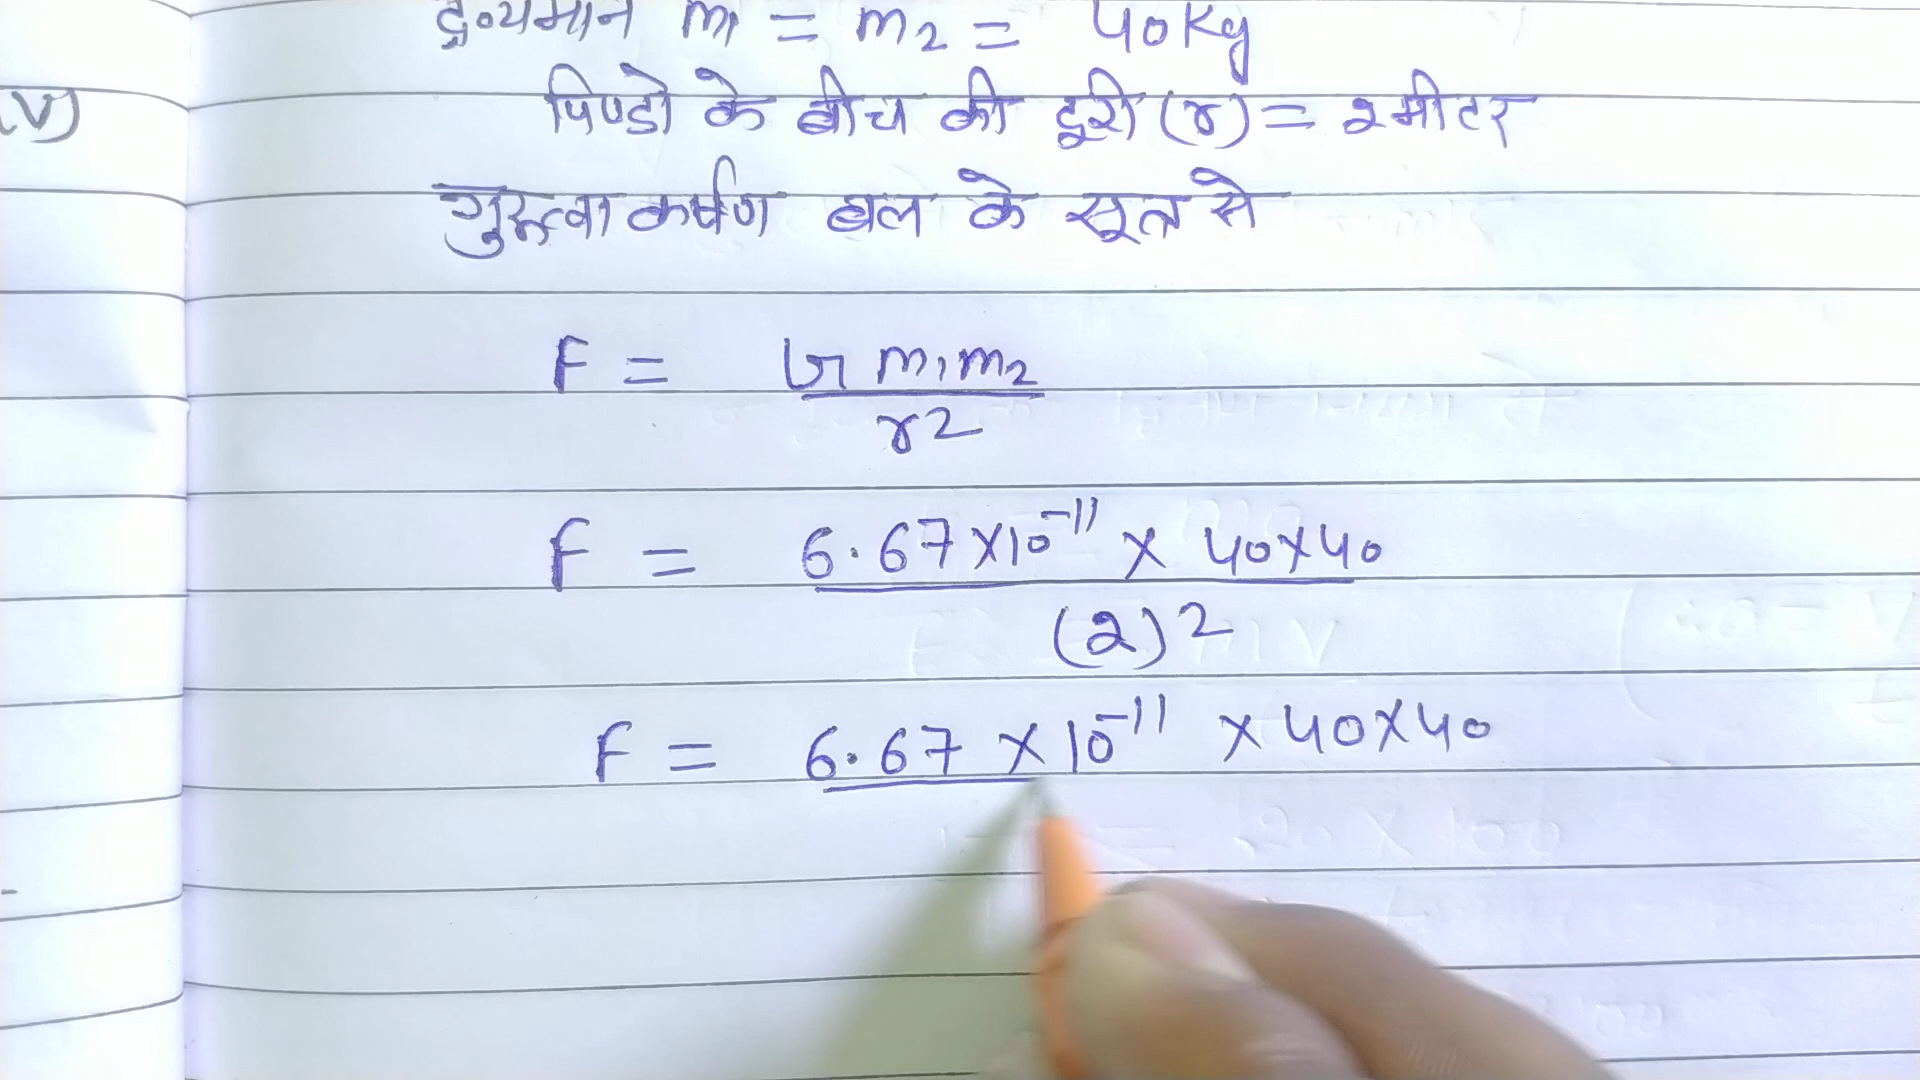 द्रव्यमान m1 = m2 = 40Kg
(V)
पिण्डो के बीच की दूरी (r) = 2मीटर
गुरूत्वाकर्षण बल के सूत्र से
F = G m1m2
r2
F = 6.67×10⁻¹¹ × 40×40
(2)²
F = 6.67 × 10⁻¹¹ × 40×40